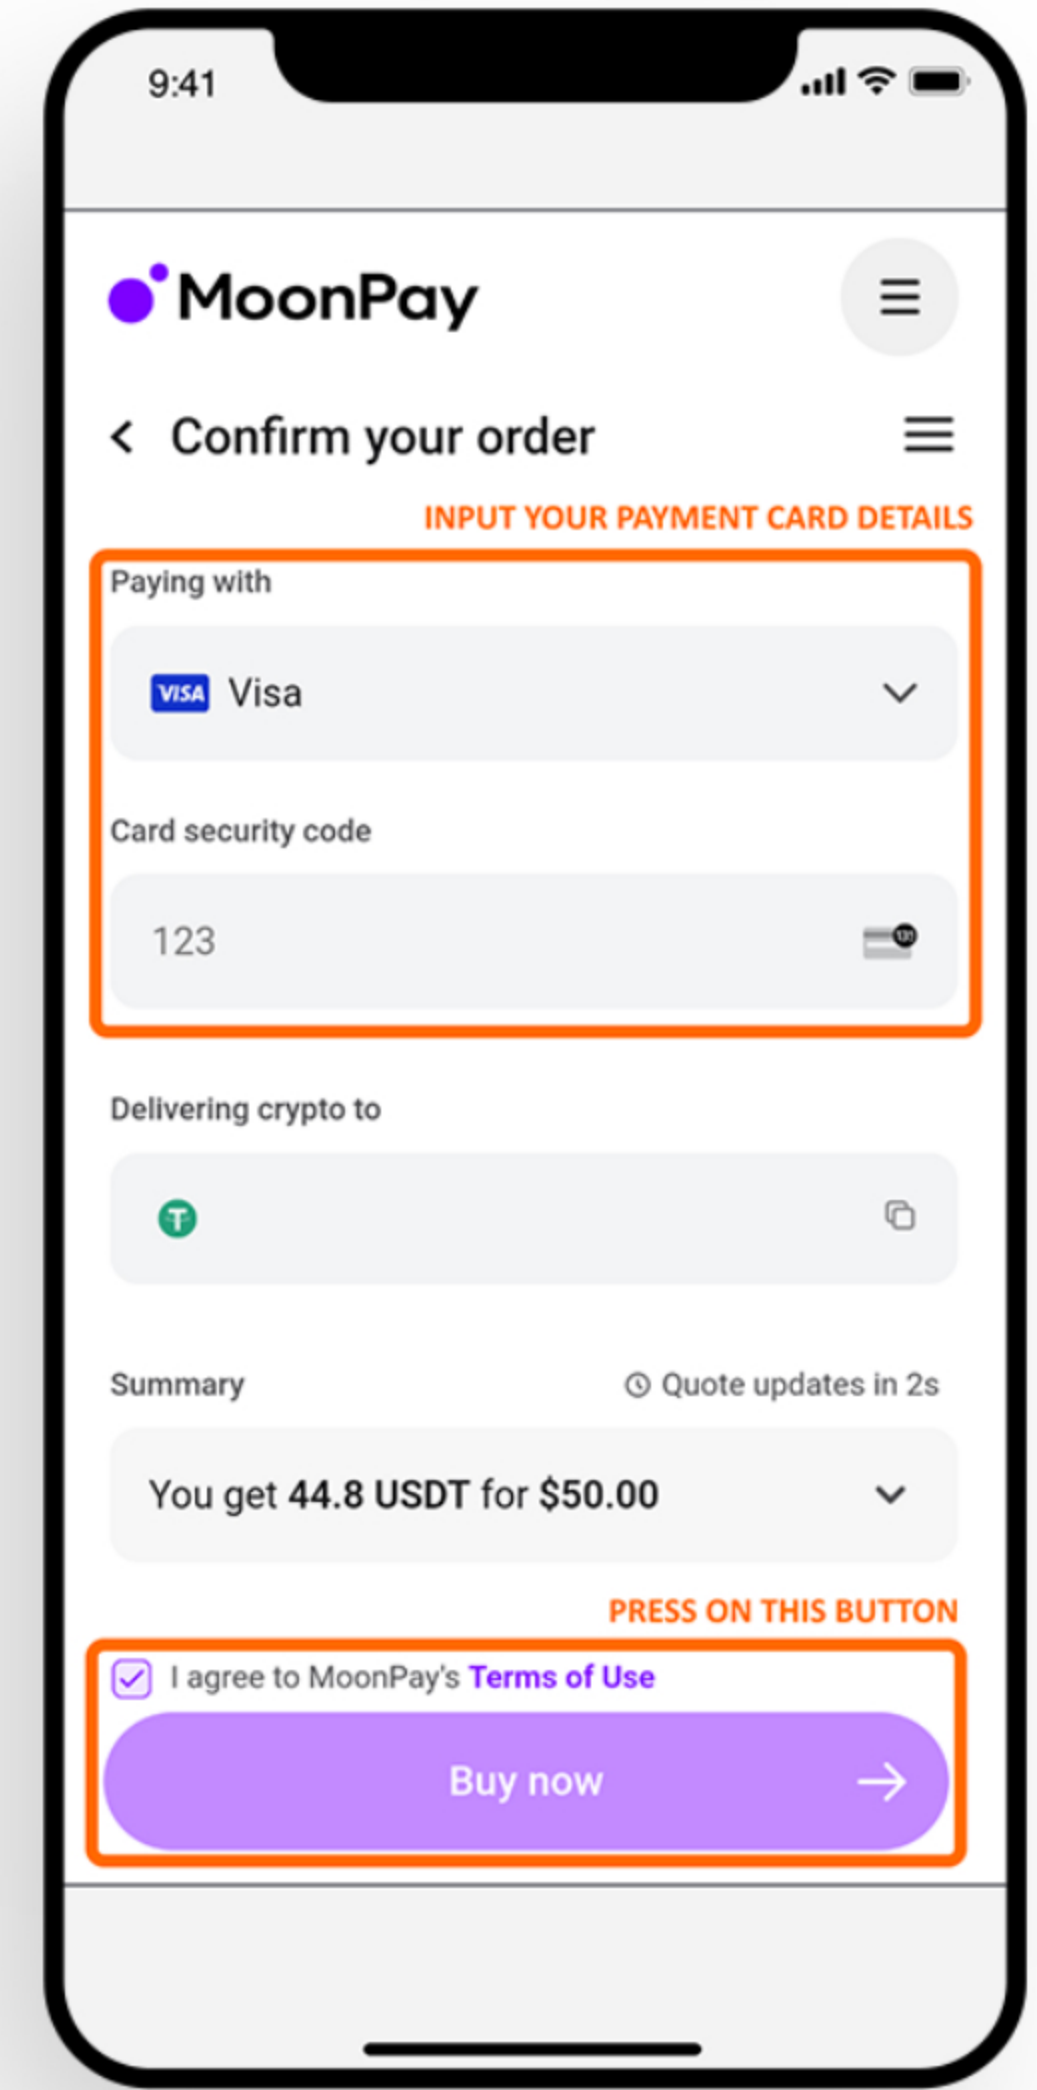 9:41
MoonPay
Confirm your order
INPUT YOUR PAYMENT CARD DETAILS
Paying with
VISA Visa
Card security code
123
Delivering crypto to
Summary
Quote updates in 2s
You get 44.8 USDT for $50.00
PRESS ON THIS BUTTON
I agree to MoonPay's Terms of Use
Buy now